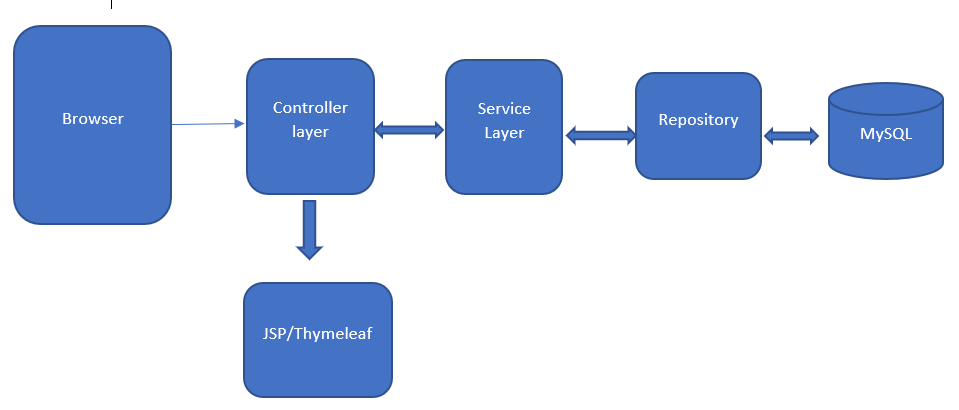 Browser
Controller
layer
Service
Layer
Repository
MySQL
JSP/Thymeleaf